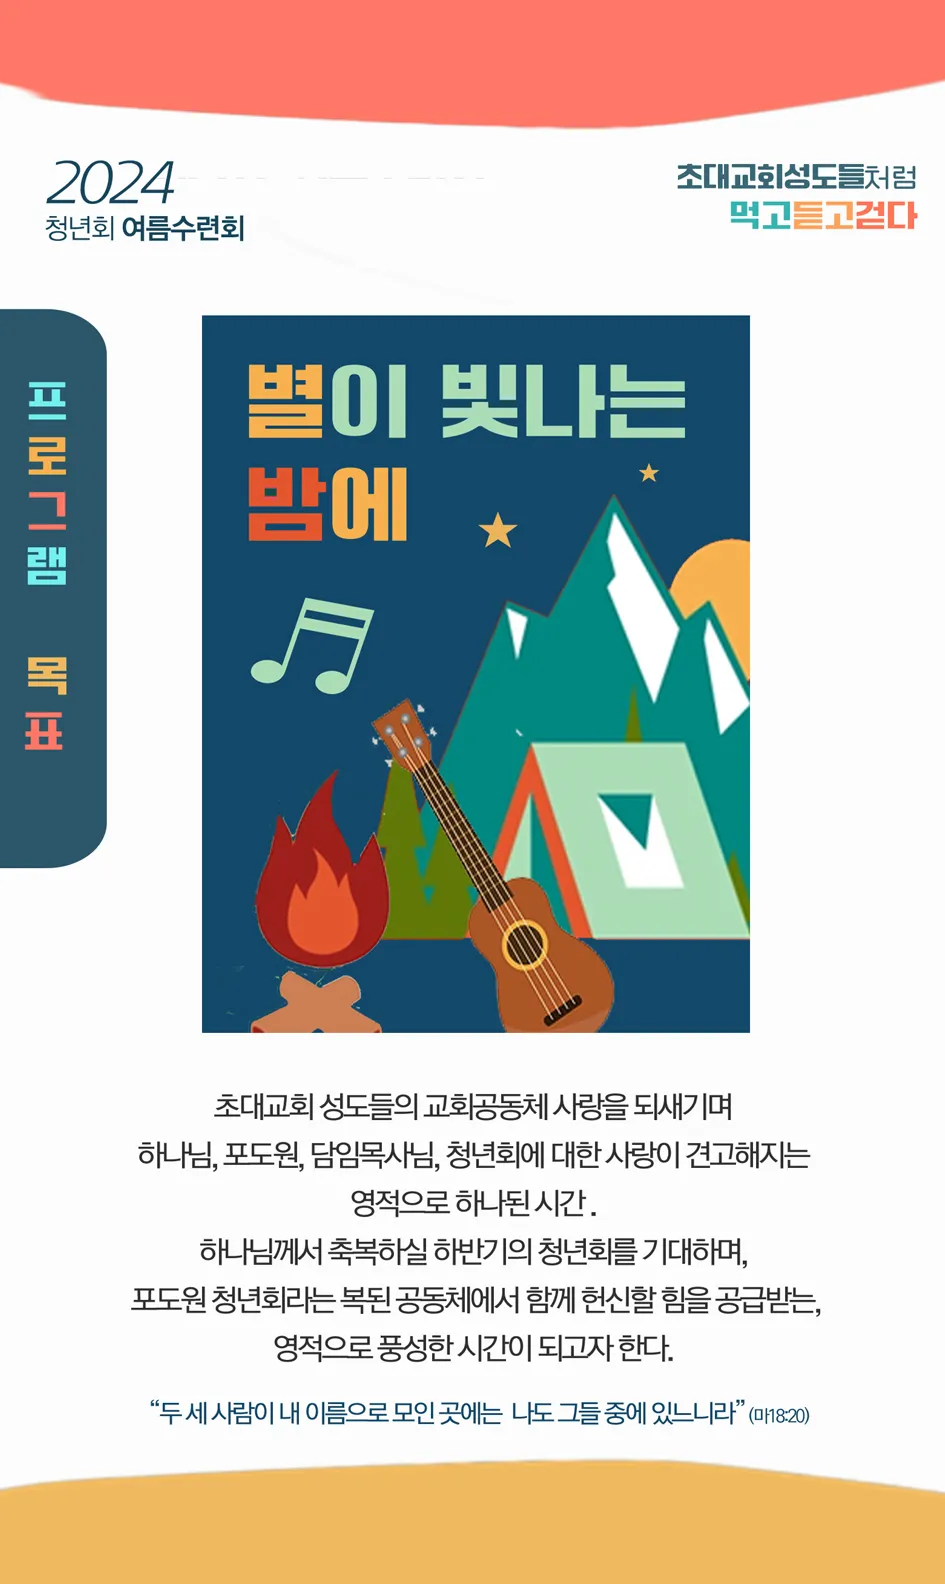 2024
청년회 여름수련회
초대교회성도들처럼
먹고듣고걷다
프로그램 목표
별이 빛나는
밤에
초대교회 성도들의 교회공동체 사랑을 되새기며
하나님, 포도원, 담임목사님, 청년회에 대한 사랑이 견고해지는
영적으로 하나된 시간 .
하나님께서 축복하실 하반기의 청년회를 기대하며,
포도원 청년회라는 복된 공동체에서 함께 헌신할 힘을 공급받는,
영적으로 풍성한 시간이 되고자 한다.
“두 세 사람이 내 이름으로 모인 곳에는 나도 그들 중에 있느니라” (마18:20)